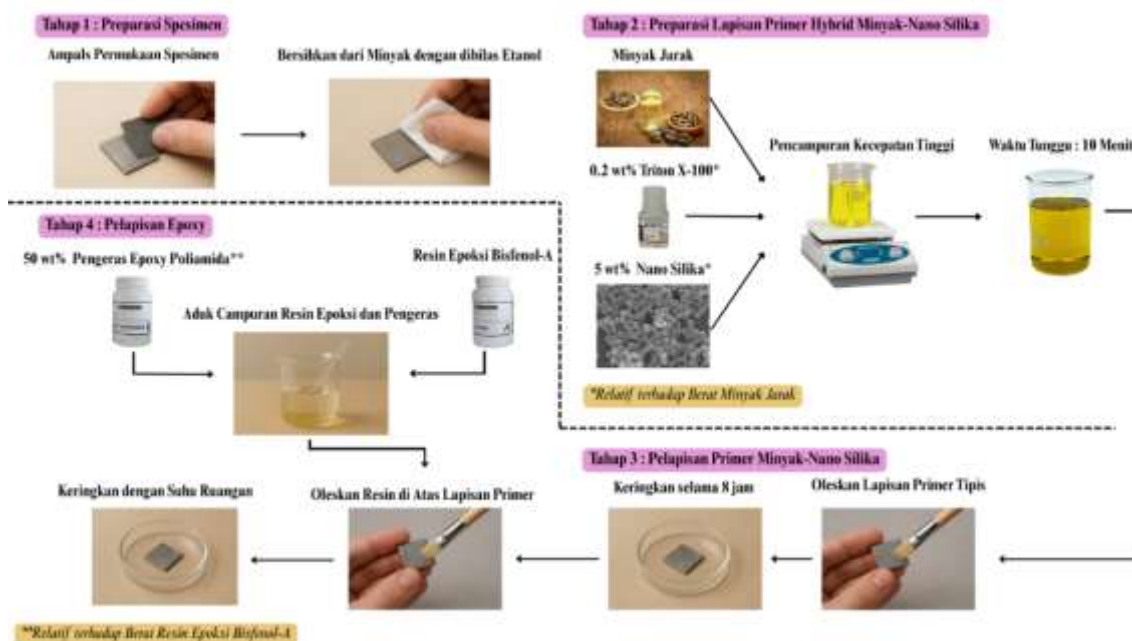 Tahap 1 : Preparasi Spesimen
Ampals Permukaan Spesimen
Bersihkan dari Minyak dengan dibilas Etanol
Tahap 2 : Preparasi Lapisan Primer Hybrid Minyak-Nano Silika
Minyak Jarak
0.2 wt% Triton X-100*
5 wt% Nano Silika*
Pencampuran Kecepatan Tinggi
Waktu Tunggu : 10 Menit
*Relatif terhadap Berat Minyak Jarak
Tahap 3 : Pelapisan Primer Minyak-Nano Silika
Oleskan Lapisan Primer Tipis
Keringkan selama 8 jam
Tahap 4 : Pelapisan Epoxy
50 wt% Pengeras Epoxy Poliamida**
Resin Epoksi Bisfenol-A
Aduk Campuran Resin Epoksi dan Pengeras
Oleskan Resin di Atas Lapisan Primer
Keringkan dengan Suhu Ruangan
**Relatif terhadap Berat Resin Epoksi Bisfenol-A